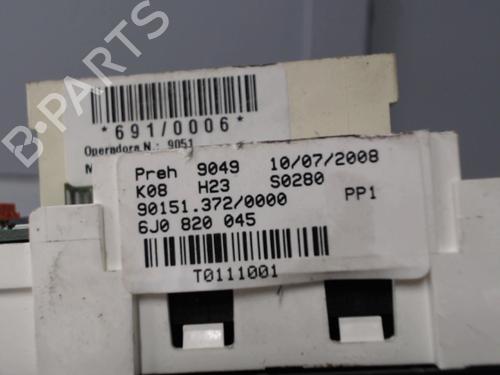 B-PARTS
*691/0006*
Operadora N.: 9051
Preh 9049 10/07/2008
K08 H23 S0280
90151.372/0000 PP1
6J0 820 045
T0111001